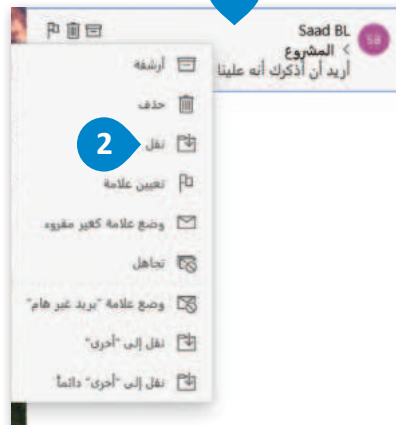 Saad BL
SB
> المشروع
أريد أن أذكرك أنه علينا
أرشفة
حذف
نقل
2
تعيين علامة
وضع علامة كغير مقروء
تجاهل
وضع علامة "بريد غير هام"
نقل إلى "أخرى"
نقل إلى "أخرى" دائماً